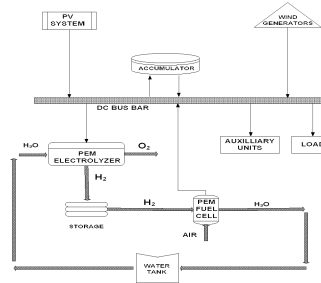 PV
SYSTEM
WIND
GENERATORS
ACCUMULATOR
DC BUS BAR
AUXILLIARY
UNITS
LOAD
H₂O
PEM
ELECTROLYZER
O₂
H₂
STORAGE
H₂
PEM
FUEL
CELL
H₂O
AIR
WATER
TANK